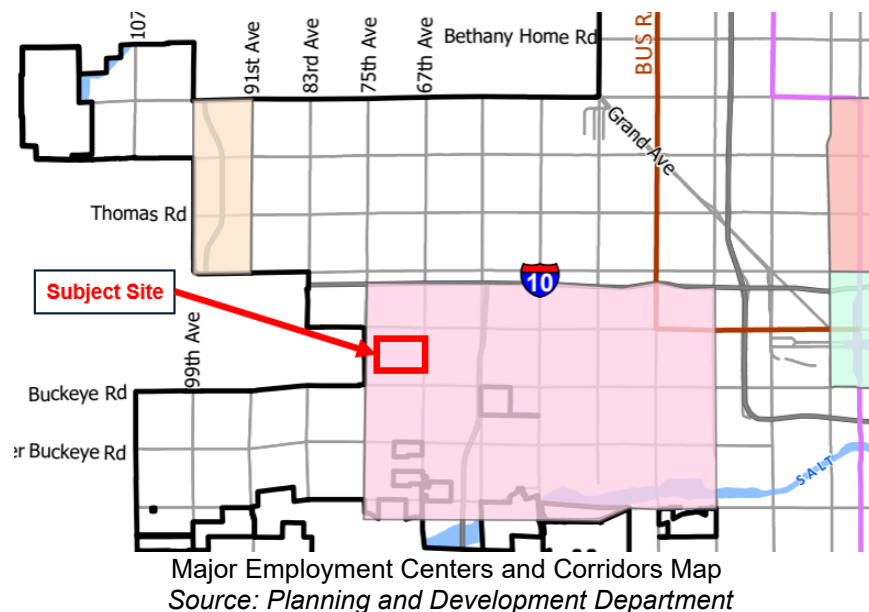 107
91st Ave
83rd Ave
75th Ave
67th Ave
Bethany Home Rd
BUS R
Grand Ave
Thomas Rd
10
Subject Site
99th Ave
Buckeye Rd
er Buckeye Rd
SALT
Major Employment Centers and Corridors Map
Source: Planning and Development Department